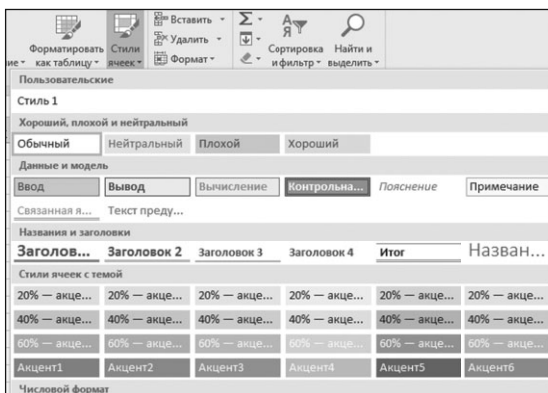 Вставить
Удалить
Формат
Форматировать как таблицу
Стили ячеек
Сортировка и фильтр
Найти и выделить
ие
Пользовательские
Стиль 1
Хороший, плохой и нейтральный
Обычный Нейтральный Плохой Хороший
Данные и модель
Ввод Вывод Вычисление Контрольна... Пояснение Примечание
Связанная я... Текст преду...
Названия и заголовки
Заголов... Заголовок 2 Заголовок 3 Заголовок 4 Итог Назван...
Стили ячеек с темой
20% — акце... 20% — акце... 20% — акце... 20% — акце... 20% — акце... 20% — акце...
40% — акце... 40% — акце... 40% — акце... 40% — акце... 40% — акце... 40% — акце...
60% — акце... 60% — акце... 60% — акце... 60% — акце... 60% — акце... 60% — акце...
Акцент1 Акцент2 Акцент3 Акцент4 Акцент5 Акцент6
Числовой формат